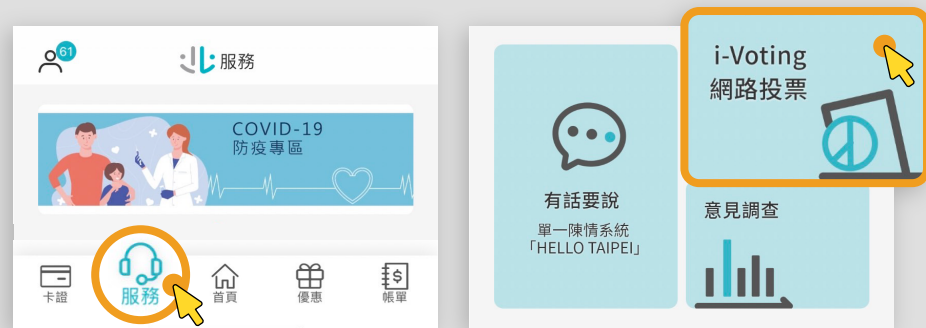 61
服務
COVID-19
防疫專區
卡證
服務
首頁
優惠
帳單
i-Voting
網路投票
有話要說
單一陳情系統
「HELLO TAIPEI」
意見調查